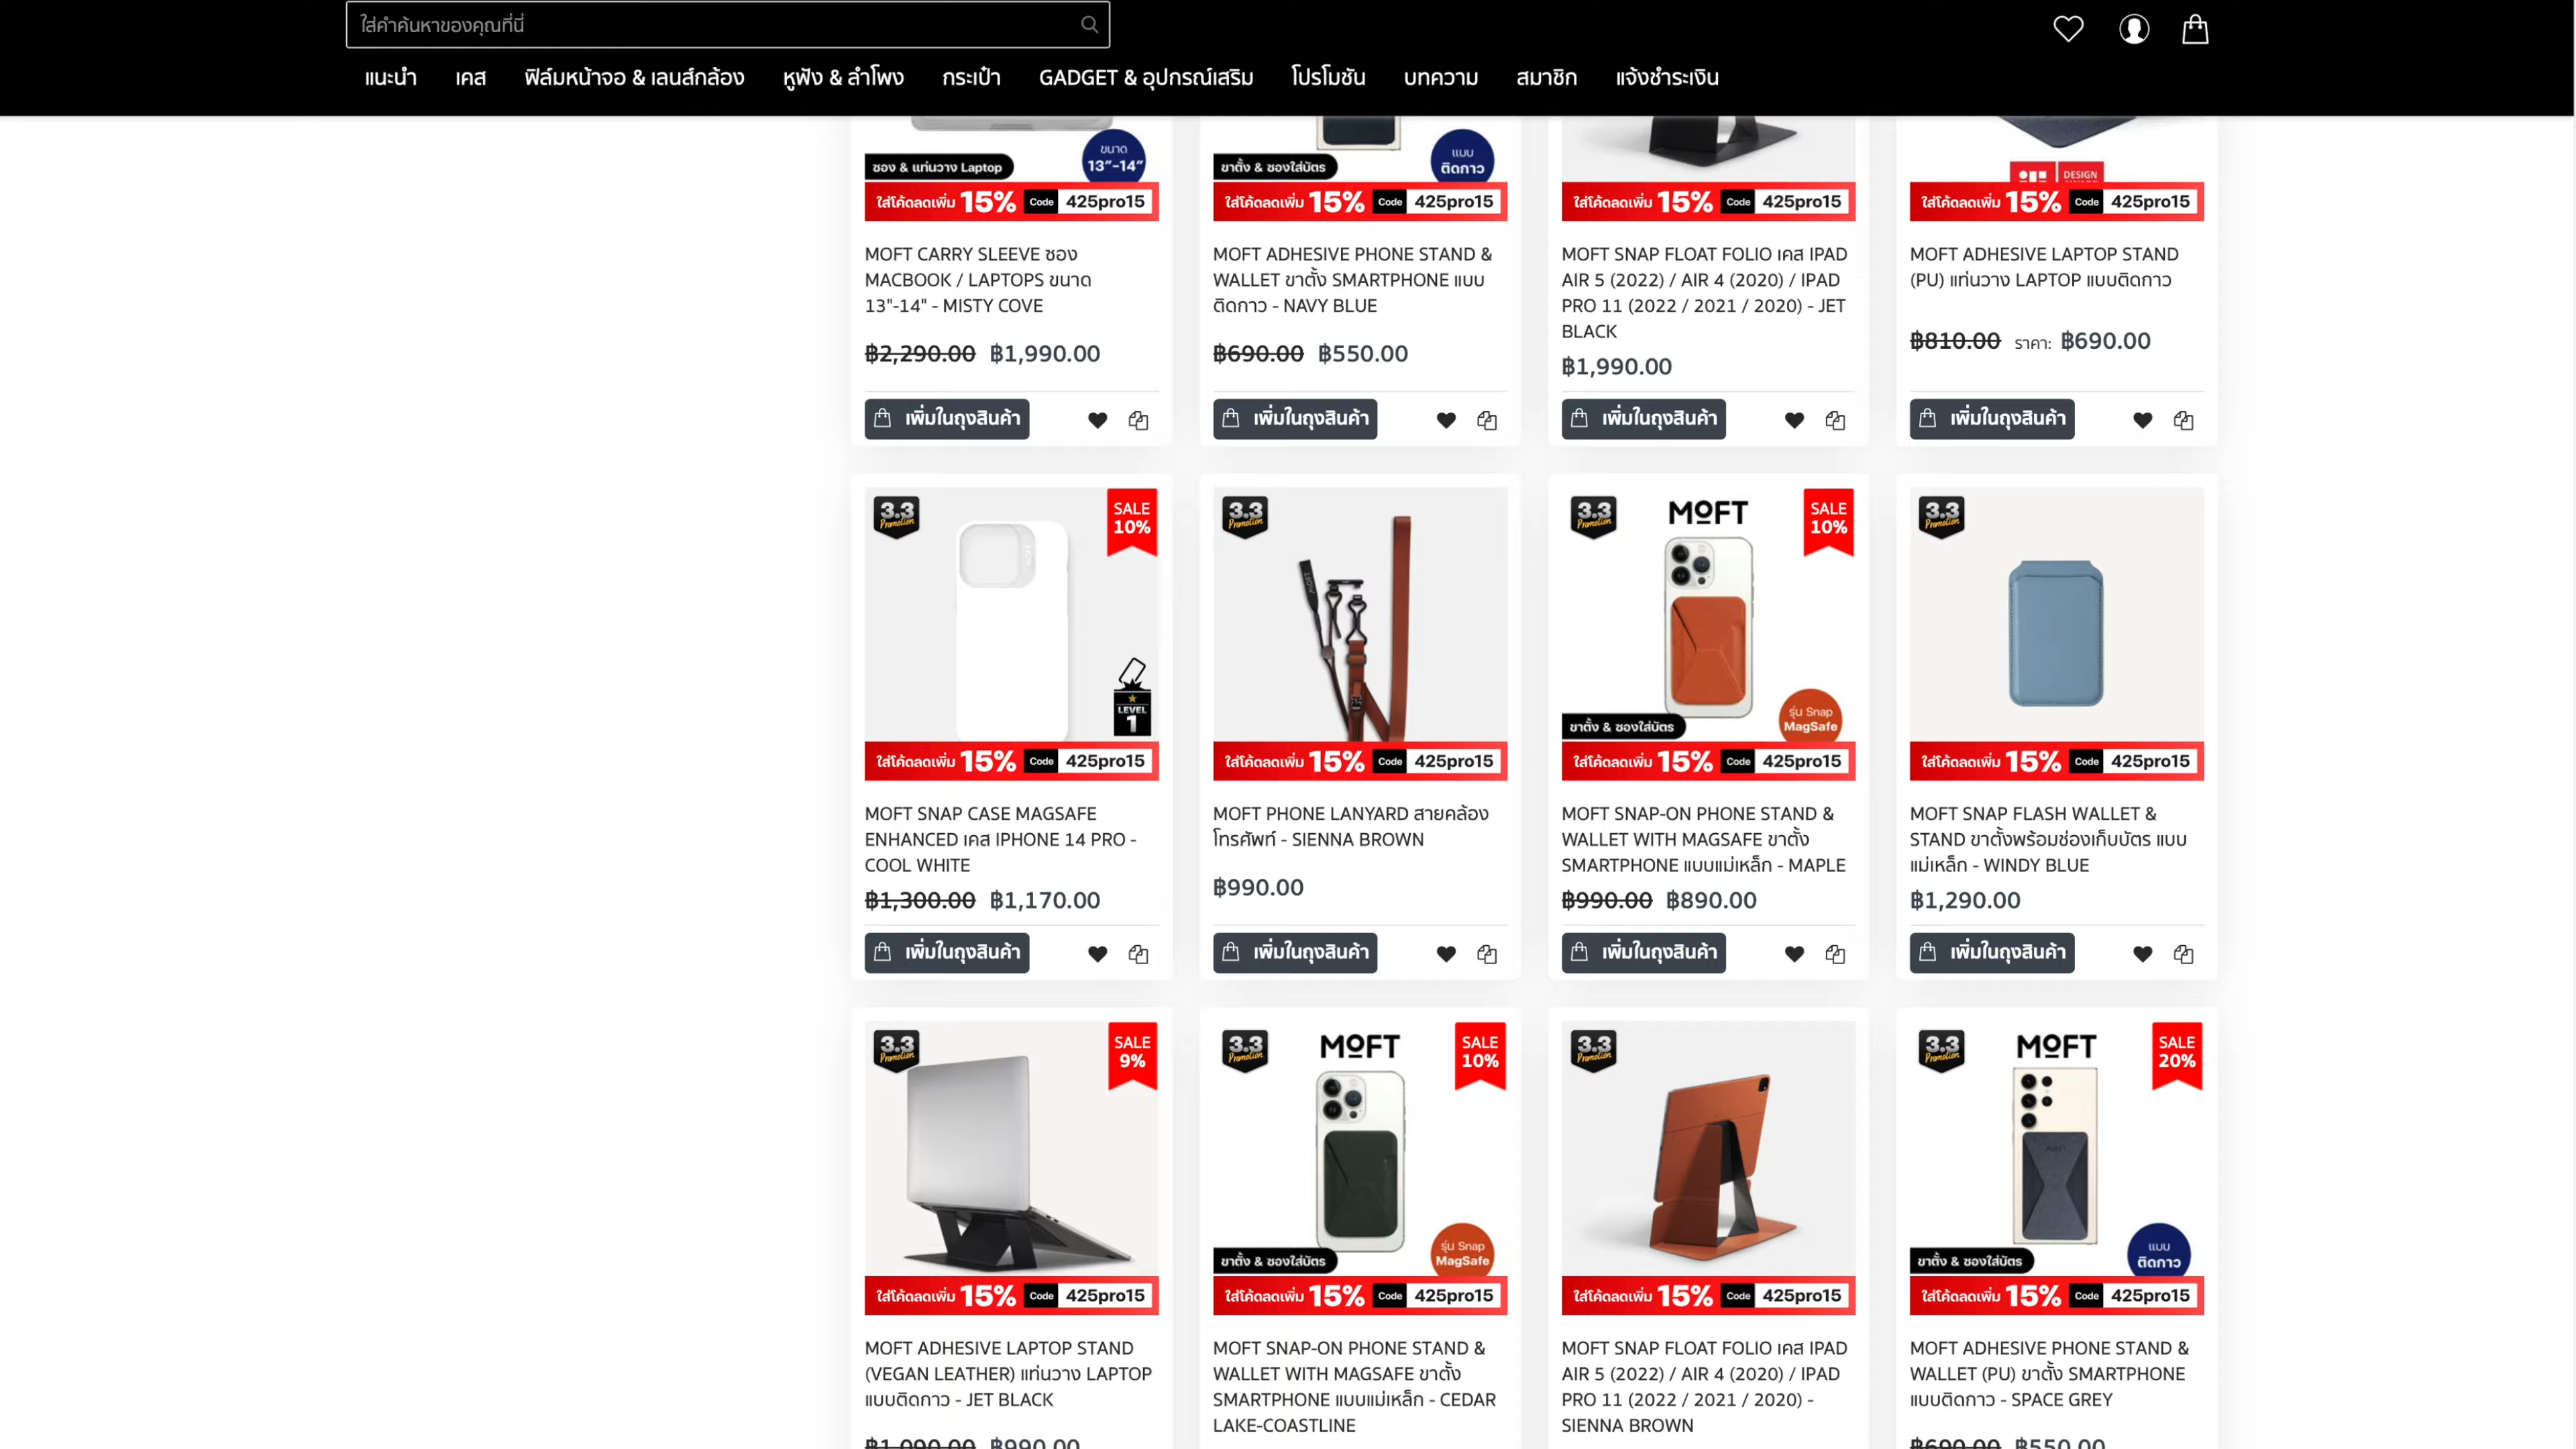 ใส่คำค้นหาของคุณที่นี่
แนะนำ เคส ฟิล์มหน้าจอ & เลนส์กล้อง หูฟัง & ลำโพง กระเป๋า GADGET & อุปกรณ์เสริม โปรโมชัน บทความ สมาชิก แจ้งชำระเงิน
ซอง & แท่นวาง Laptop
ขนาด
13"-14"
ใส่โค้ดลดเพิ่ม 15% Code 425pro15
MOFT CARRY SLEEVE ซอง
MACBOOK / LAPTOPS ขนาด
13"-14" - MISTY COVE
฿2,290.00 ฿1,990.00
เพิ่มในถุงสินค้า
ขาตั้ง & ซองใส่บัตร
แบบ
ติดกาว
ใส่โค้ดลดเพิ่ม 15% Code 425pro15
MOFT ADHESIVE PHONE STAND &
WALLET ขาตั้ง SMARTPHONE แบบ
ติดกาว - NAVY BLUE
฿690.00 ฿550.00
เพิ่มในถุงสินค้า
ใส่โค้ดลดเพิ่ม 15% Code 425pro15
MOFT SNAP FLOAT FOLIO เคส IPAD
AIR 5 (2022) / AIR 4 (2020) / IPAD
PRO 11 (2022 / 2021 / 2020) - JET
BLACK
฿1,990.00
เพิ่มในถุงสินค้า
DESIGN
ใส่โค้ดลดเพิ่ม 15% Code 425pro15
MOFT ADHESIVE LAPTOP STAND
(PU) แท่นวาง LAPTOP แบบติดกาว
฿810.00 ราคา: ฿690.00
เพิ่มในถุงสินค้า
3.3
Promotion
SALE
10%
LEVEL
1
ใส่โค้ดลดเพิ่ม 15% Code 425pro15
MOFT SNAP CASE MAGSAFE
ENHANCED เคส IPHONE 14 PRO -
COOL WHITE
฿1,300.00 ฿1,170.00
เพิ่มในถุงสินค้า
3.3
Promotion
MOFT
ใส่โค้ดลดเพิ่ม 15% Code 425pro15
MOFT PHONE LANYARD สายคล้อง
โทรศัพท์ - SIENNA BROWN
฿990.00
เพิ่มในถุงสินค้า
3.3
Promotion
MOFT
SALE
10%
ขาตั้ง & ซองใส่บัตร
รุ่น Snap
MagSafe
ใส่โค้ดลดเพิ่ม 15% Code 425pro15
MOFT SNAP-ON PHONE STAND &
WALLET WITH MAGSAFE ขาตั้ง
SMARTPHONE แบบแม่เหล็ก - MAPLE
฿990.00 ฿890.00
เพิ่มในถุงสินค้า
3.3
Promotion
ใส่โค้ดลดเพิ่ม 15% Code 425pro15
MOFT SNAP FLASH WALLET &
STAND ขาตั้งพร้อมช่องเก็บบัตร แบบ
แม่เหล็ก - WINDY BLUE
฿1,290.00
เพิ่มในถุงสินค้า
3.3
Promotion
SALE
9%
ใส่โค้ดลดเพิ่ม 15% Code 425pro15
MOFT ADHESIVE LAPTOP STAND
(VEGAN LEATHER) แท่นวาง LAPTOP
แบบติดกาว - JET BLACK
฿1,090.00 ฿990.00
3.3
Promotion
MOFT
SALE
10%
ขาตั้ง & ซองใส่บัตร
รุ่น Snap
MagSafe
ใส่โค้ดลดเพิ่ม 15% Code 425pro15
MOFT SNAP-ON PHONE STAND &
WALLET WITH MAGSAFE ขาตั้ง
SMARTPHONE แบบแม่เหล็ก - CEDAR
LAKE-COASTLINE
3.3
Promotion
ใส่โค้ดลดเพิ่ม 15% Code 425pro15
MOFT SNAP FLOAT FOLIO เคส IPAD
AIR 5 (2022) / AIR 4 (2020) / IPAD
PRO 11 (2022 / 2021 / 2020) -
SIENNA BROWN
3.3
Promotion
MOFT
SALE
20%
ขาตั้ง & ซองใส่บัตร
แบบ
ติดกาว
ใส่โค้ดลดเพิ่ม 15% Code 425pro15
MOFT ADHESIVE PHONE STAND &
WALLET (PU) ขาตั้ง SMARTPHONE
แบบติดกาว - SPACE GREY
฿690.00 ฿550.00